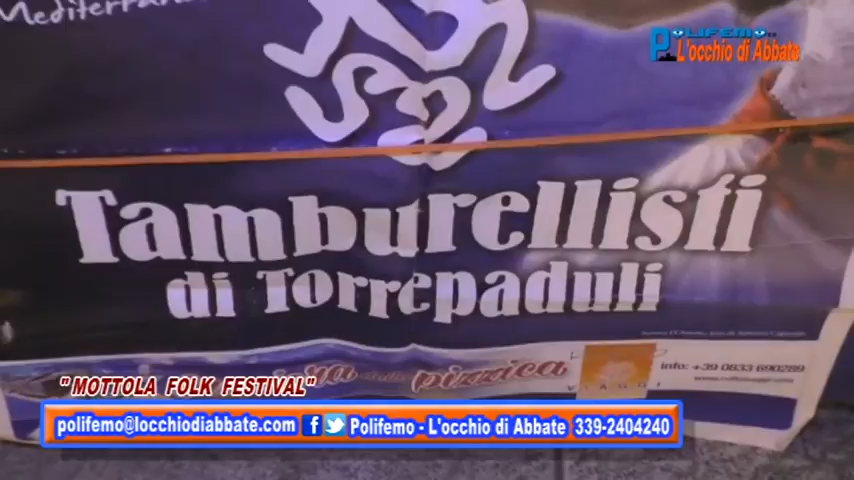 Mediterran
POLIFEMO
L'occhio di Abbate
Tamburellisti
di Torrepaduli
pizzica
VIAGGI
info: +39 0833 690289
"MOTTOLA FOLK FESTIVAL"
polifemo@locchiodiabbate.com f Polifemo - L'occhio di Abbate 339-2404240